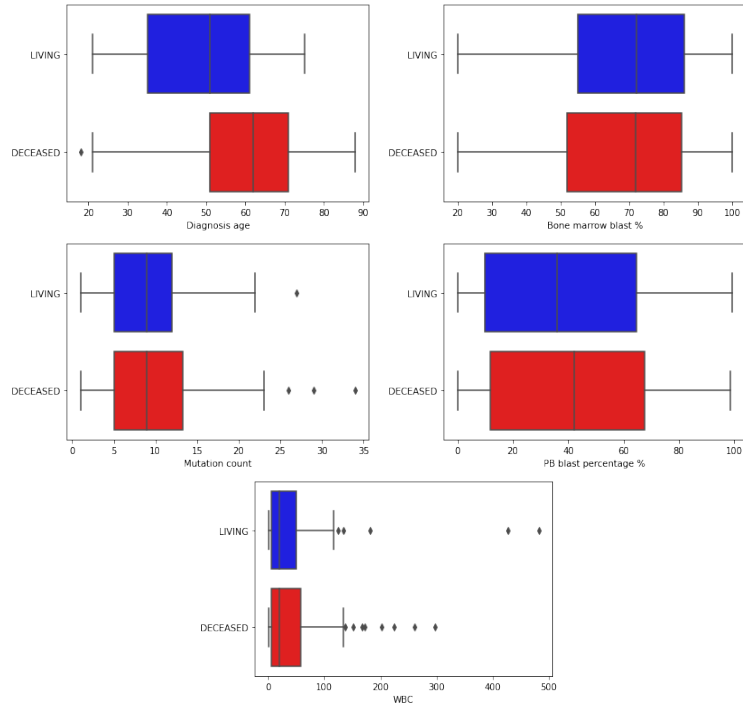 LIVING
DECEASED
20 30 40 50 60 70 80 90
Diagnosis age
LIVING
DECEASED
20 30 40 50 60 70 80 90 100
Bone marrow blast %
LIVING
DECEASED
0 5 10 15 20 25 30 35
Mutation count
LIVING
DECEASED
0 20 40 60 80 100
PB blast percentage %
LIVING
DECEASED
0 100 200 300 400 500
WBC